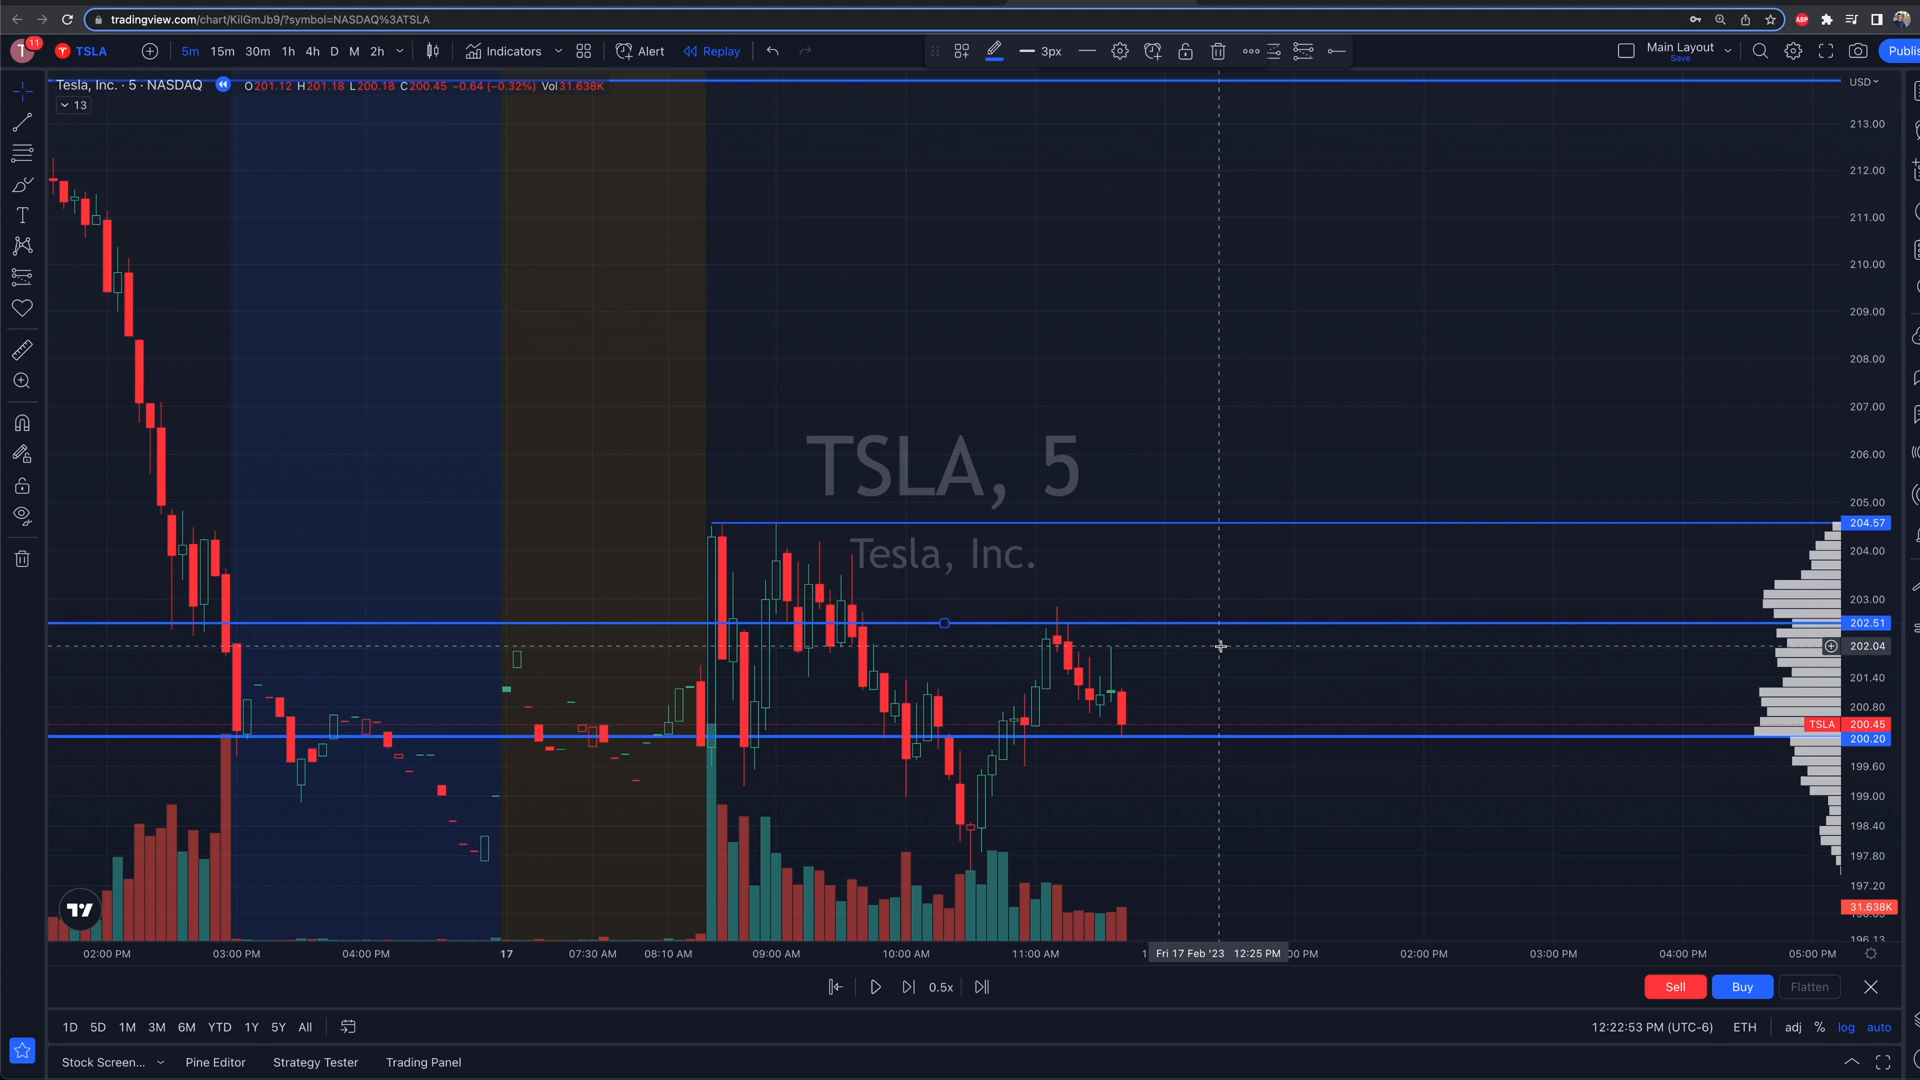 tradingview.com/chart/KilGmJb9/?symbol=NASDAQ%3ATSLA
ABP
T 11 TSLA 5m 15m 30m 1h 4h D M 2h Indicators Alert Replay 3px Main Layout Save Publis
Tesla, Inc. · 5 · NASDAQ O201.12 H201.18 L200.18 C200.45 −0.64 (−0.32%) Vol31.638K
13
USD
213.00
212.00
211.00
210.00
209.00
208.00
207.00
206.00
205.00
204.57
204.00
203.00
202.51
202.04
201.40
200.80
TSLA 200.45
200.20
199.60
199.00
198.40
197.80
197.20
31.638K
196.13
TSLA, 5
Tesla, Inc.
02:00 PM 03:00 PM 04:00 PM 17 07:30 AM 08:10 AM 09:00 AM 10:00 AM 11:00 AM Fri 17 Feb '23 12:25 PM 02:00 PM 03:00 PM 04:00 PM 05:00 PM
0.5x Sell Buy Flatten
1D 5D 1M 3M 6M YTD 1Y 5Y All 12:22:53 PM (UTC-6) ETH adj % log auto
Stock Screen... Pine Editor Strategy Tester Trading Panel